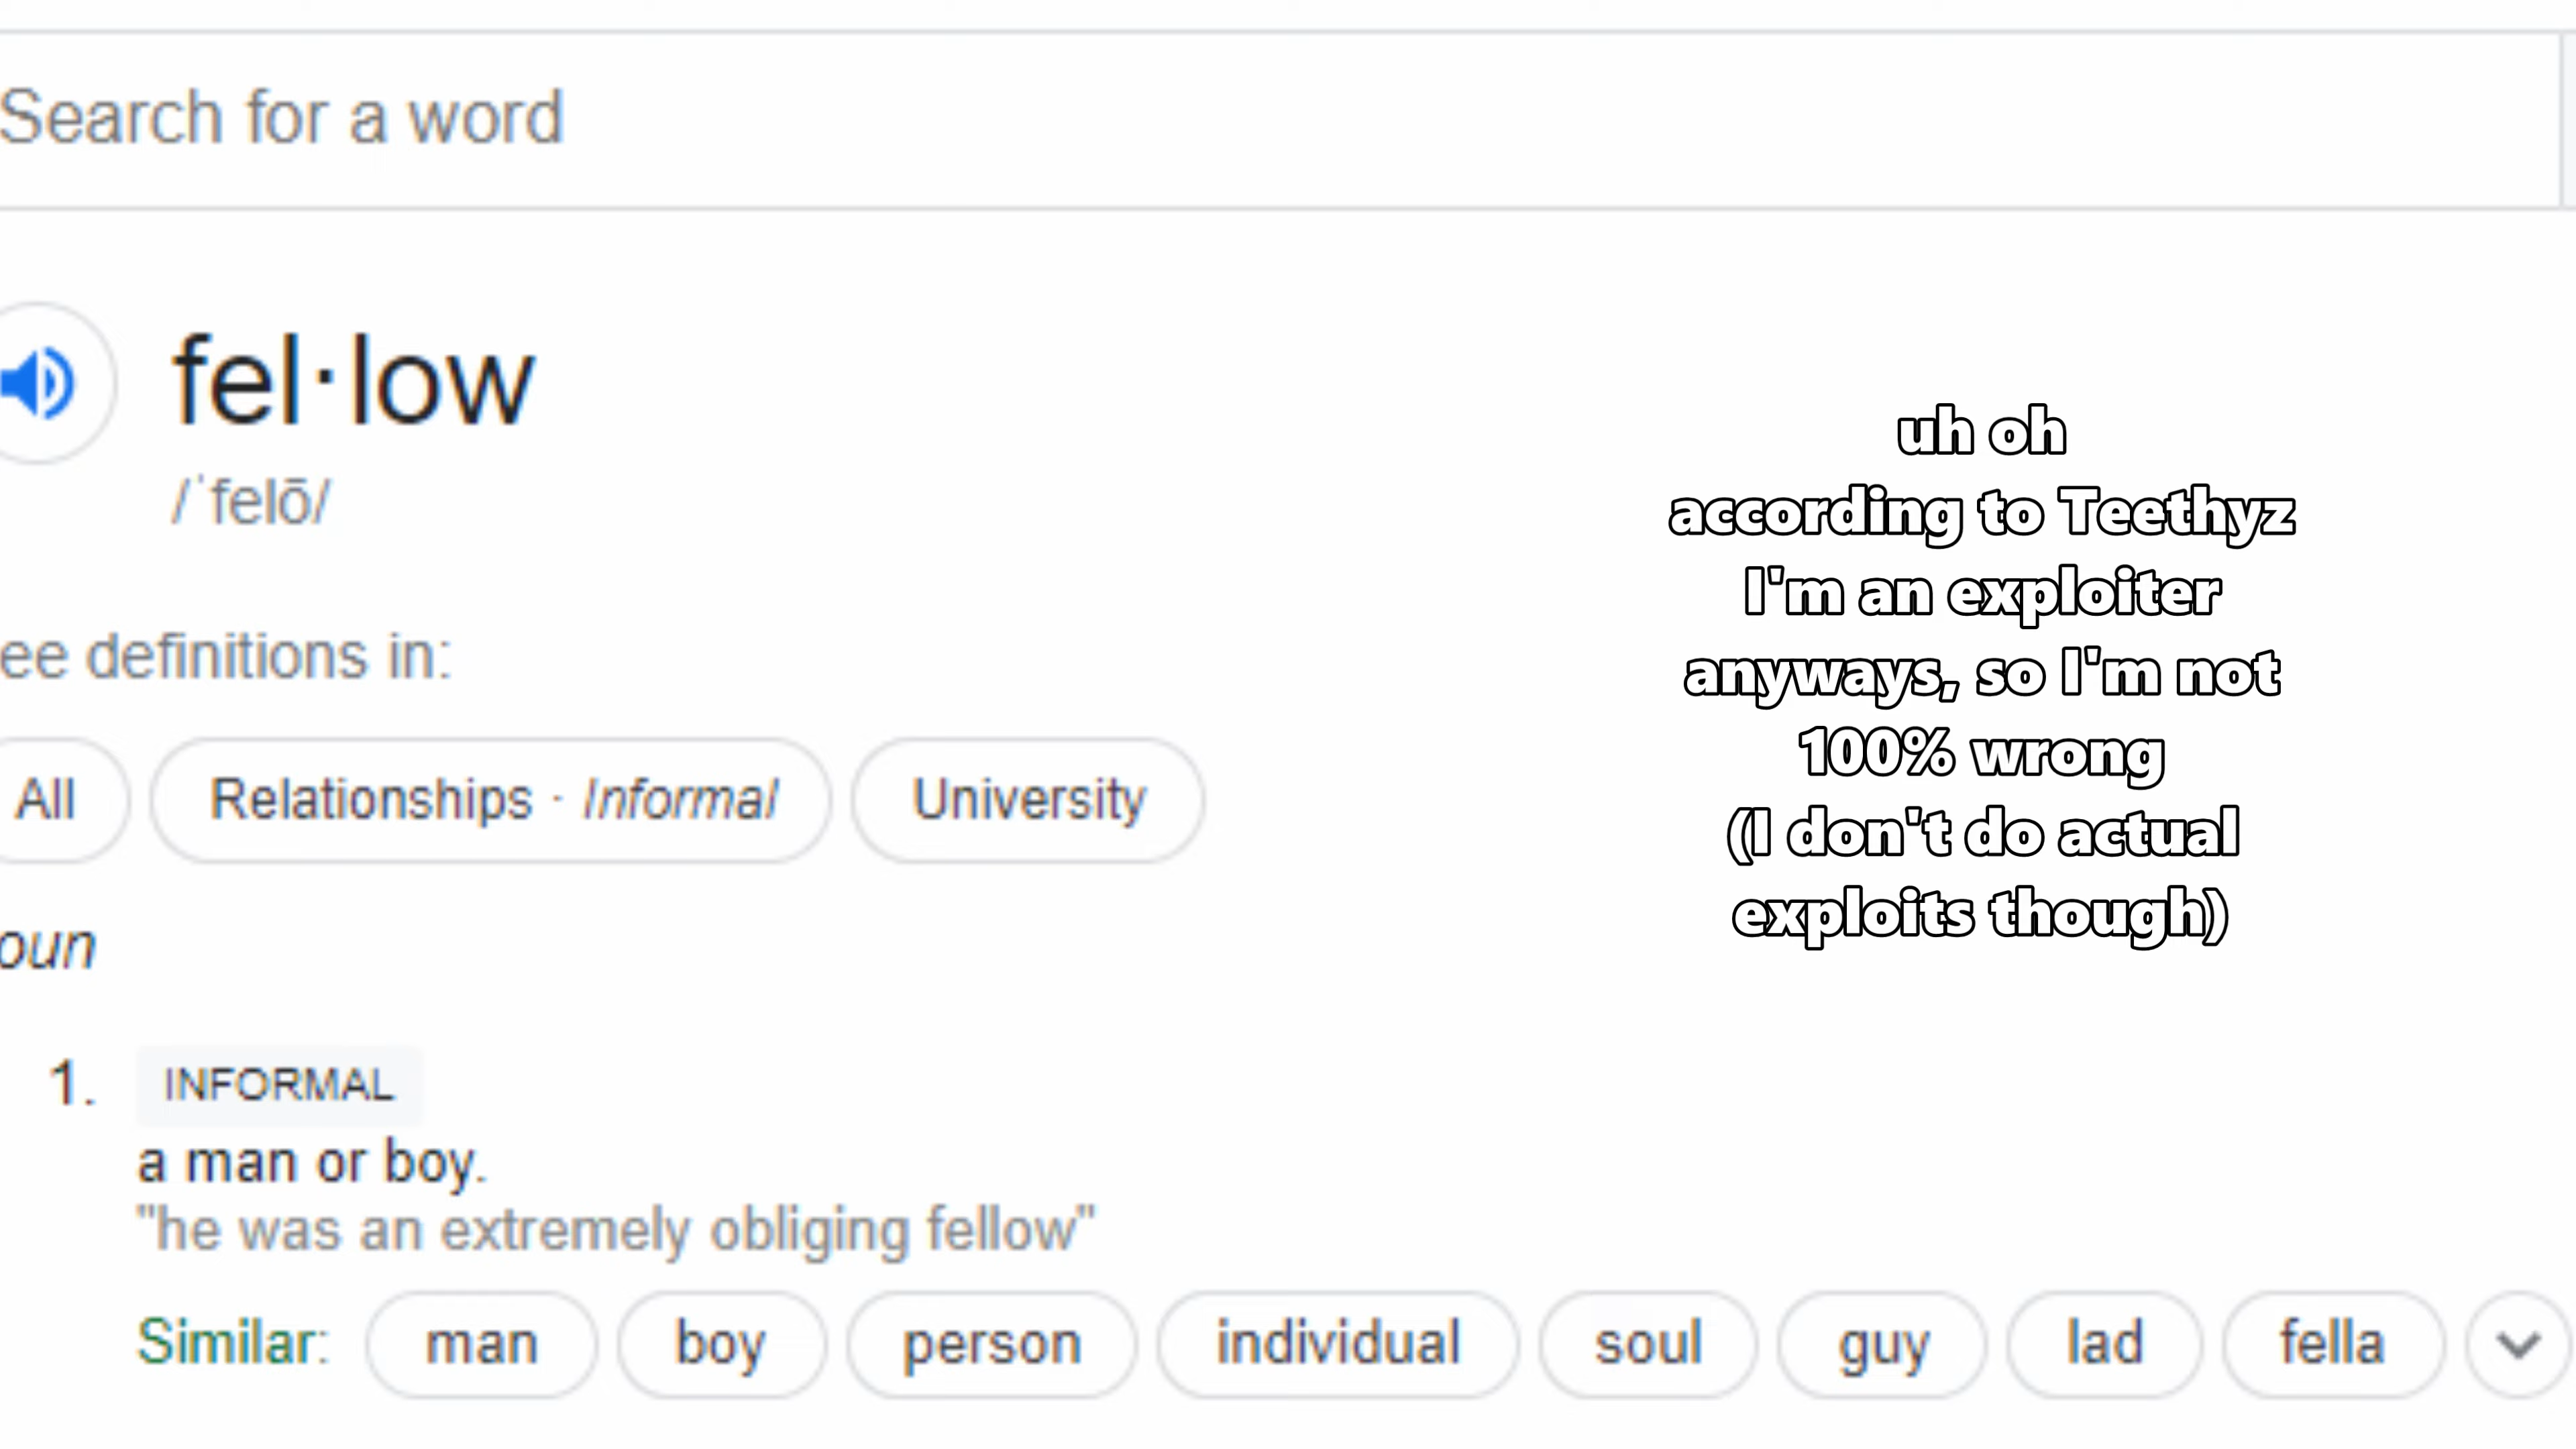 Search for a word
fel·low
/ˈfelō/
ee definitions in:
All Relationships · Informal University
oun
1. INFORMAL
a man or boy.
"he was an extremely obliging fellow"
Similar: man boy person individual soul guy lad fella
uh oh
according to Teethyz
I'm an exploiter
anyways, so I'm not
100% wrong
(I don't do actual
exploits though)